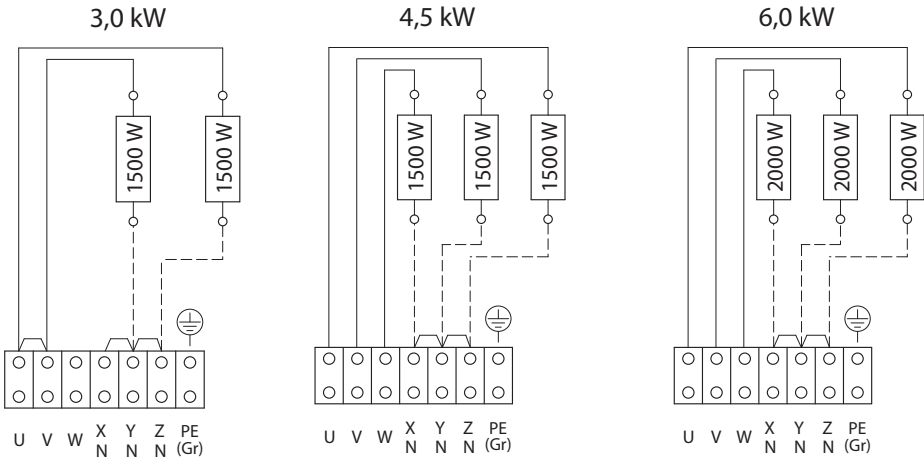 3,0 kW
1500 W
1500 W
U V W X N Y N Z N PE (Gr)
4,5 kW
1500 W
1500 W
1500 W
U V W X N Y N Z N PE (Gr)
6,0 kW
2000 W
2000 W
2000 W
U V W X N Y N Z N PE (Gr)